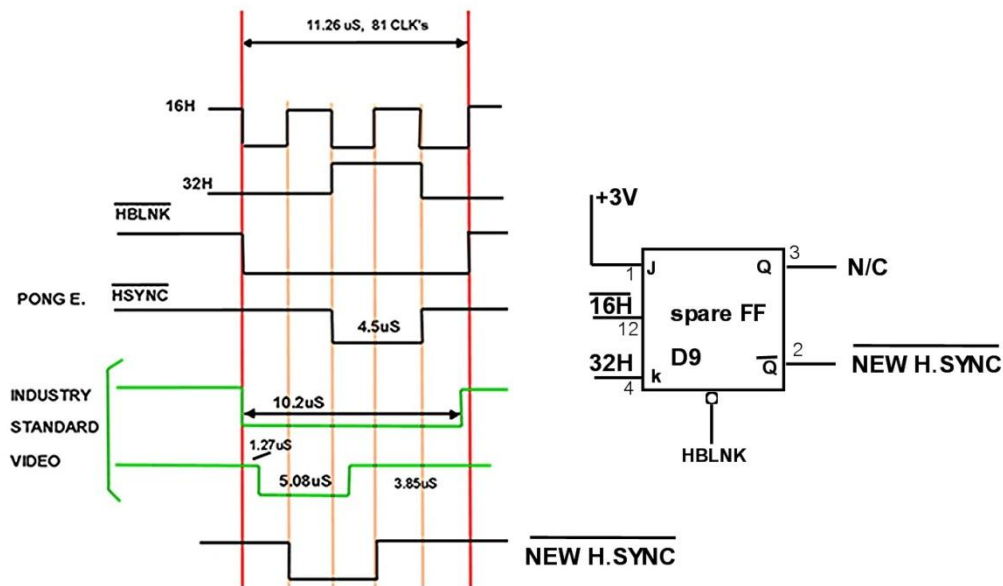 11.26 uS, 81 CLK's
16H
32H
HBLNK
PONG E. HSYNC
4.5uS
INDUSTRY
STANDARD
VIDEO
10.2uS
1.27uS
5.08uS 3.85uS
NEW H.SYNC
+3V
1 J Q 3 N/C
16H 12 spare FF
D9
32H 4 k Q 2 NEW H.SYNC
HBLNK